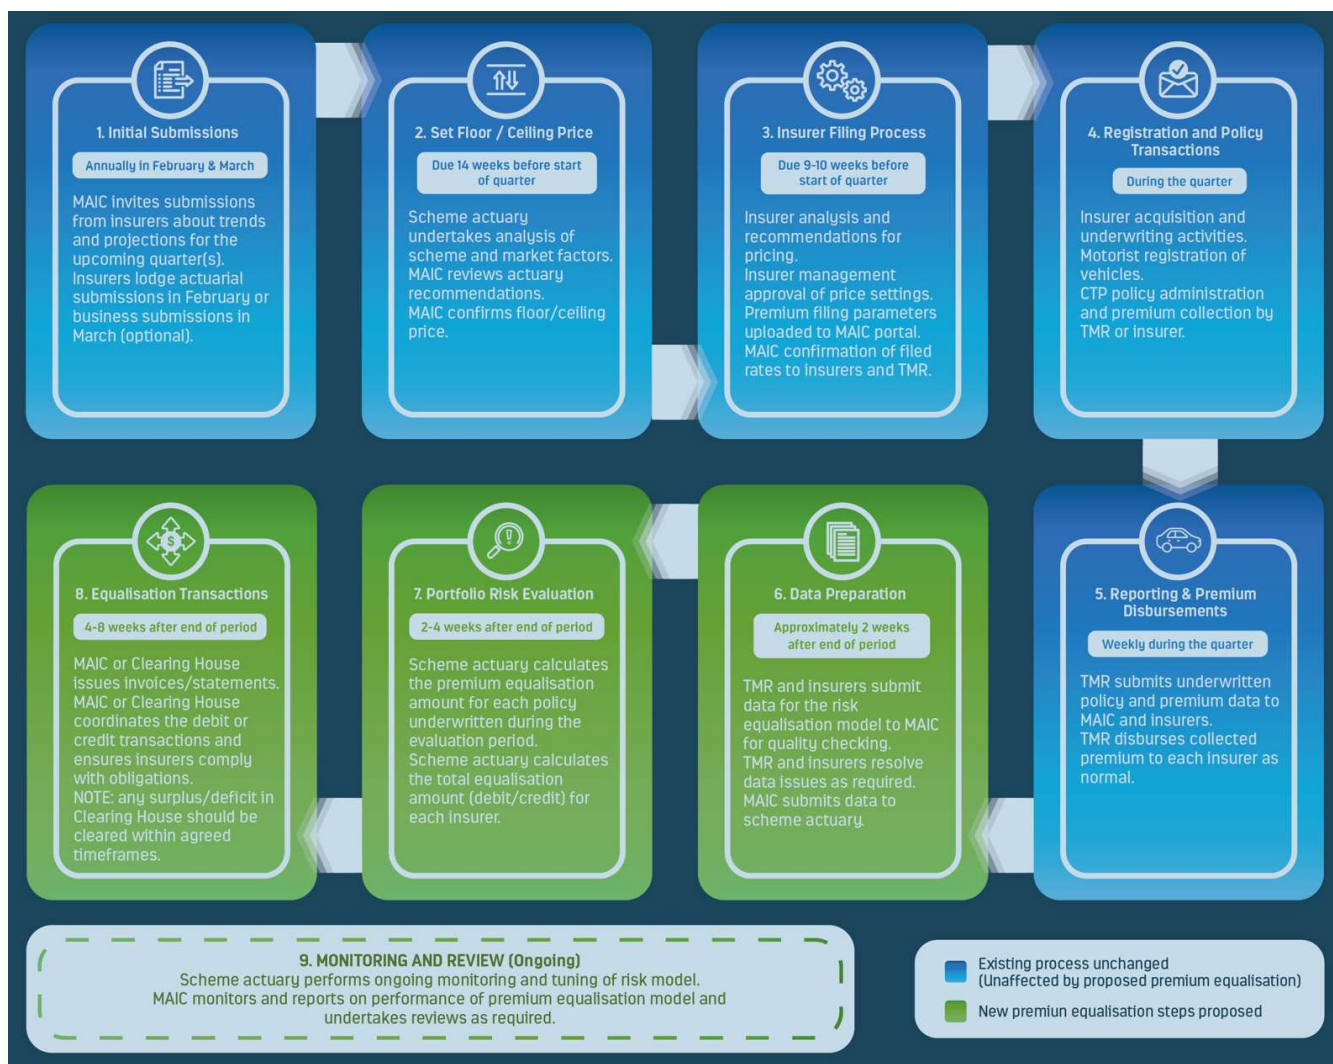 1. Initial Submissions
Annually in February & March
MAIC invites submissions
from insurers about trends
and projections for the
upcoming quarter(s).
Insurers lodge actuarial
submissions in February or
business submissions in
March (optional).
2. Set Floor / Ceiling Price
Due 14 weeks before start
of quarter
Scheme actuary
undertakes analysis of
scheme and market factors.
MAIC reviews actuary
recommendations.
MAIC confirms floor/ceiling
price.
3. Insurer Filing Process
Due 9-10 weeks before
start of quarter
Insurer analysis and
recommendations for
pricing.
Insurer management
approval of price settings.
Premium filing parameters
uploaded to MAIC portal.
MAIC confirmation of filed
rates to insurers and TMR.
4. Registration and Policy
Transactions
During the quarter
Insurer acquisition and
underwriting activities.
Motorist registration of
vehicles.
CTP policy administration
and premium collection by
TMR or insurer.
5. Reporting & Premium
Disbursements
Weekly during the quarter
TMR submits underwritten
policy and premium data to
MAIC and insurers.
TMR disburses collected
premium to each insurer as
normal.
6. Data Preparation
Approximately 2 weeks
after end of period
TMR and insurers submit
data for the risk
equalisation model to MAIC
for quality checking.
TMR and insurers resolve
data issues as required.
MAIC submits data to
scheme actuary.
7. Portfolio Risk Evaluation
2-4 weeks after end of period
Scheme actuary calculates
the premium equalisation
amount for each policy
underwritten during the
evaluation period.
Scheme actuary calculates
the total equalisation
amount (debit/credit) for
each insurer.
8. Equalisation Transactions
4-8 weeks after end of period
MAIC or Clearing House
issues invoices/statements.
MAIC or Clearing House
coordinates the debit or
credit transactions and
ensures insurers comply
with obligations.
NOTE: any surplus/deficit in
Clearing House should be
cleared within agreed
timeframes.
9. MONITORING AND REVIEW (Ongoing)
Scheme actuary performs ongoing monitoring and tuning of risk model.
MAIC monitors and reports on performance of premium equalisation model and
undertakes reviews as required.
Existing process unchanged
(Unaffected by proposed premium equalisation)
New premiun equalisation steps proposed